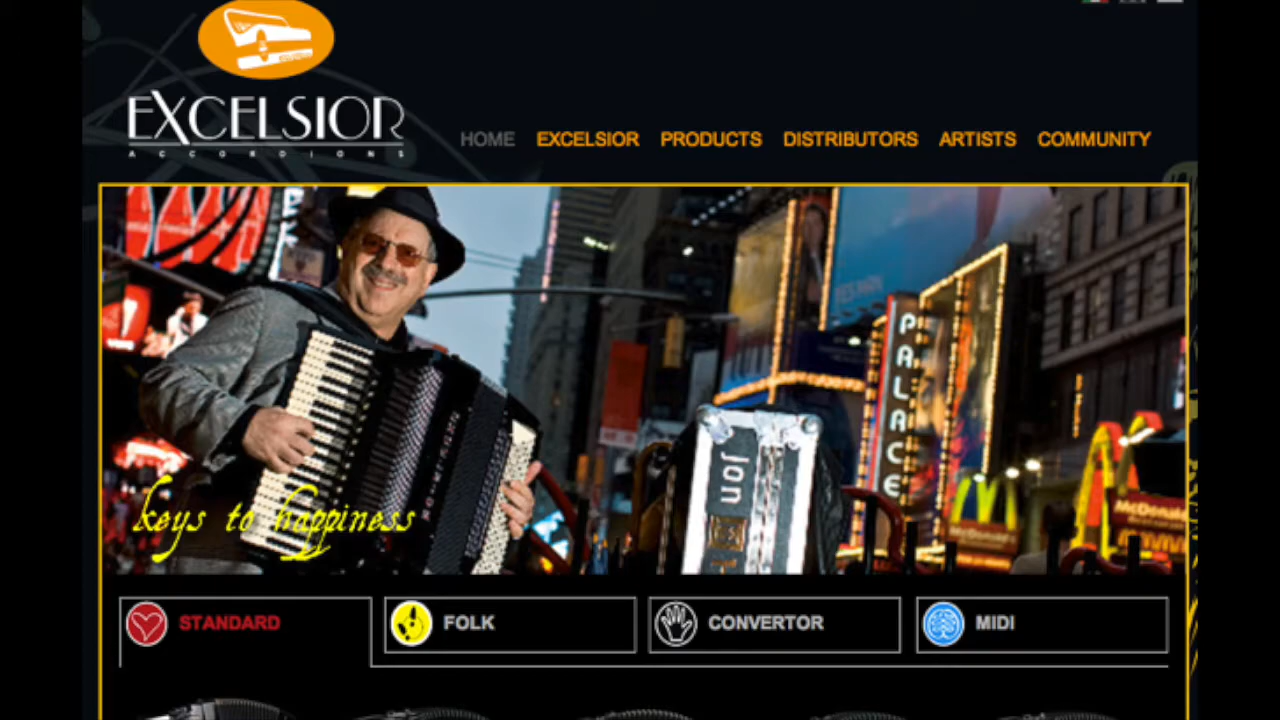 EXCELSIOR
ACCORDIONS
HOME EXCELSIOR PRODUCTS DISTRIBUTORS ARTISTS COMMUNITY
PALACE
Jon
keys to happiness
McDonald's
STANDARD FOLK CONVERTOR MIDI